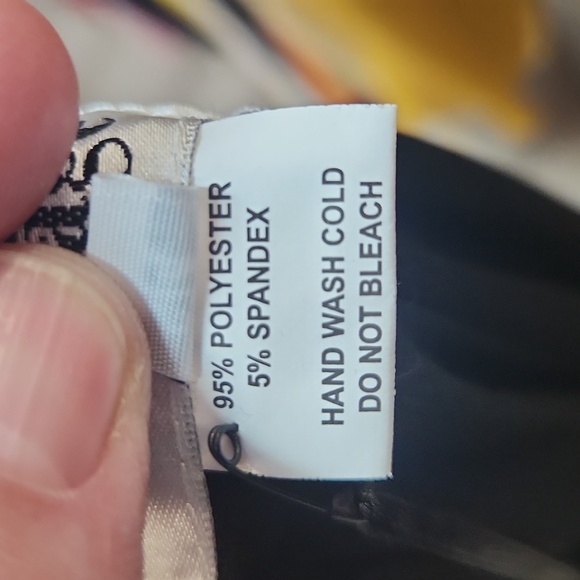 95% POLYESTER
5% SPANDEX
HAND WASH COLD
DO NOT BLEACH